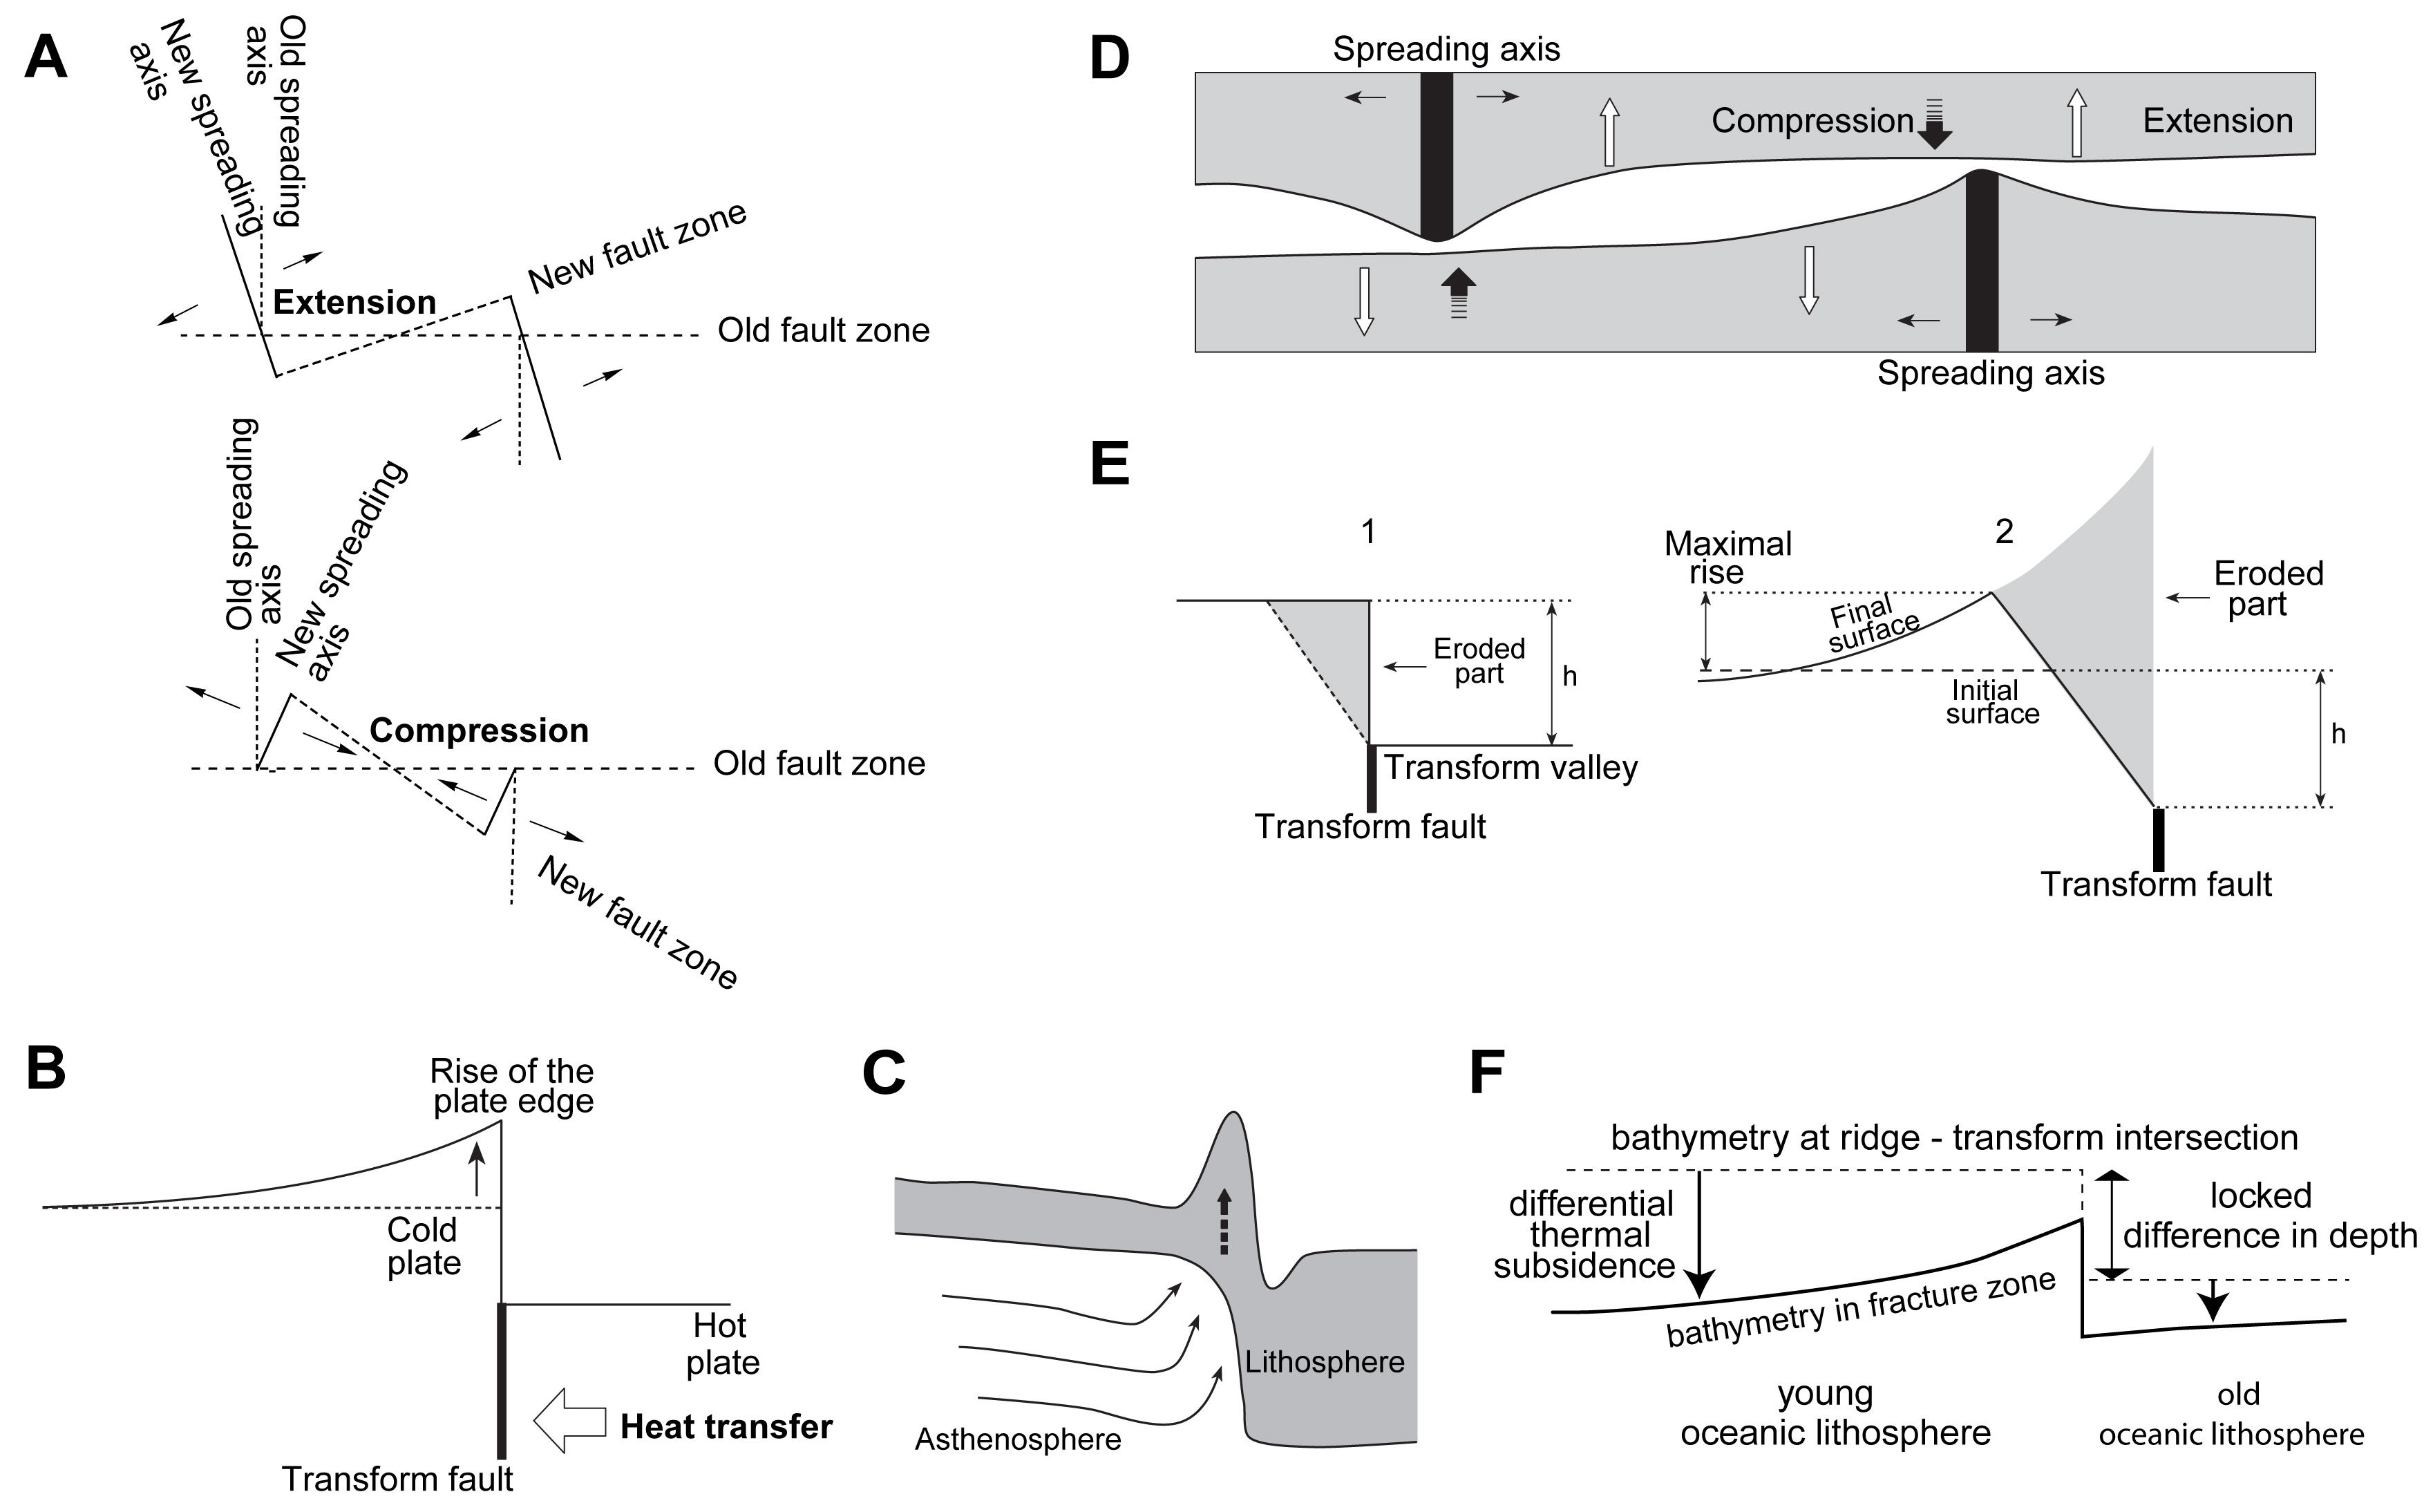 A
New spreading
axis
Old spreading
axis
Extension
New fault zone
Old fault zone
Old spreading
axis
New spreading
axis
Compression
Old fault zone
New fault zone
D
Spreading axis
Compression
Extension
Spreading axis
E
1
Eroded
part
h
Transform valley
Transform fault
2
Maximal
rise
Final
surface
Initial
surface
Eroded
part
h
Transform fault
B
Rise of the
plate edge
Cold
plate
Hot
plate
Heat transfer
Transform fault
C
Lithosphere
Asthenosphere
F
bathymetry at ridge - transform intersection
differential
thermal
subsidence
locked
difference in depth
bathymetry in fracture zone
young
oceanic lithosphere
old
oceanic lithosphere